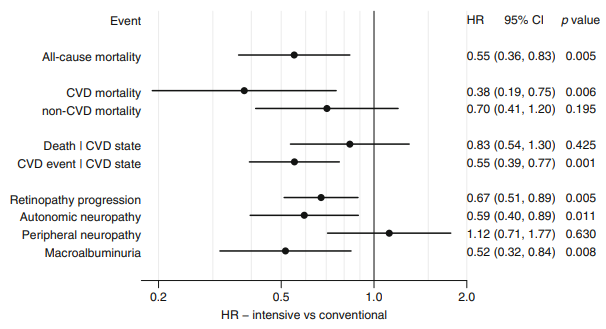 Event HR 95% CI p value
All-cause mortality 0.55 (0.36, 0.83) 0.005
CVD mortality 0.38 (0.19, 0.75) 0.006
non-CVD mortality 0.70 (0.41, 1.20) 0.195
Death | CVD state 0.83 (0.54, 1.30) 0.425
CVD event | CVD state 0.55 (0.39, 0.77) 0.001
Retinopathy progression 0.67 (0.51, 0.89) 0.005
Autonomic neuropathy 0.59 (0.40, 0.89) 0.011
Peripheral neuropathy 1.12 (0.71, 1.77) 0.630
Macroalbuminuria 0.52 (0.32, 0.84) 0.008
0.2 0.5 1.0 2.0
HR – intensive vs conventional